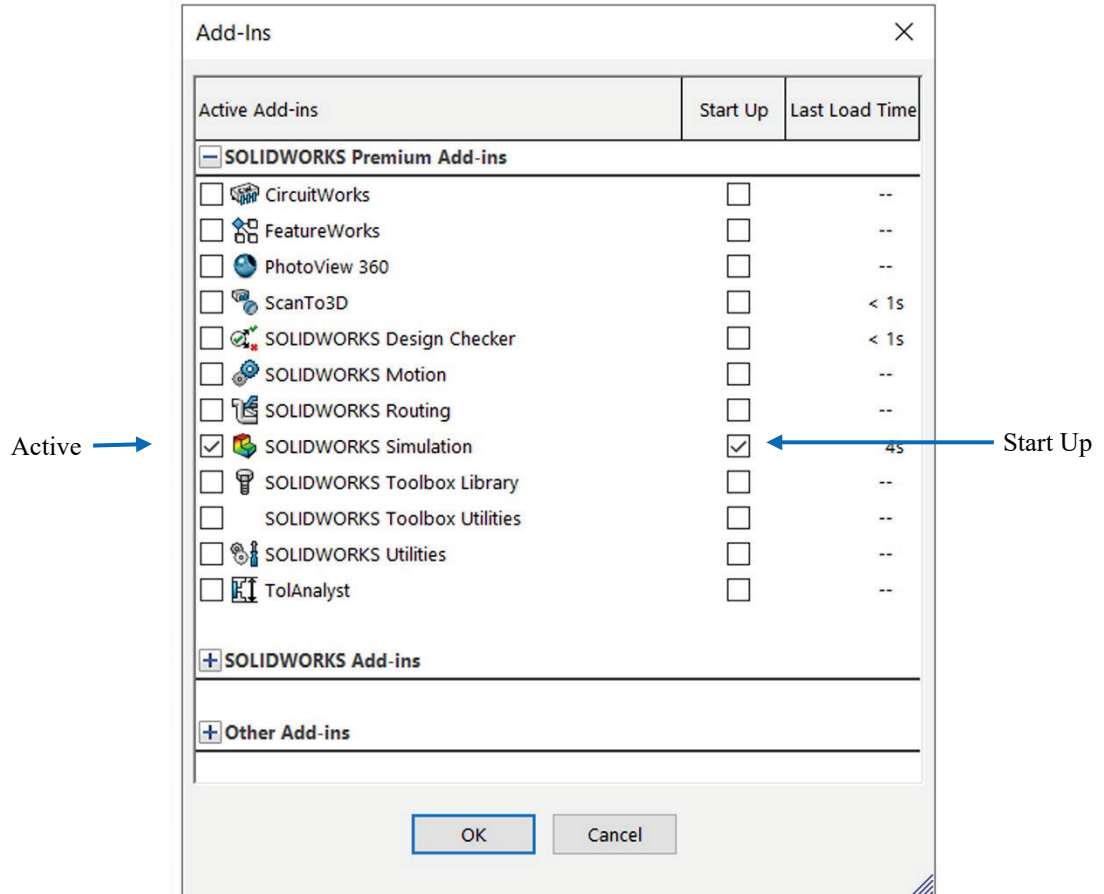 Add-Ins
Active Add-ins Start Up Last Load Time
SOLIDWORKS Premium Add-ins
CircuitWorks --
FeatureWorks --
PhotoView 360 --
ScanTo3D < 1s
SOLIDWORKS Design Checker < 1s
SOLIDWORKS Motion --
SOLIDWORKS Routing --
Active SOLIDWORKS Simulation 4s Start Up
SOLIDWORKS Toolbox Library --
SOLIDWORKS Toolbox Utilities --
SOLIDWORKS Utilities --
TolAnalyst --
SOLIDWORKS Add-ins
Other Add-ins
OK Cancel